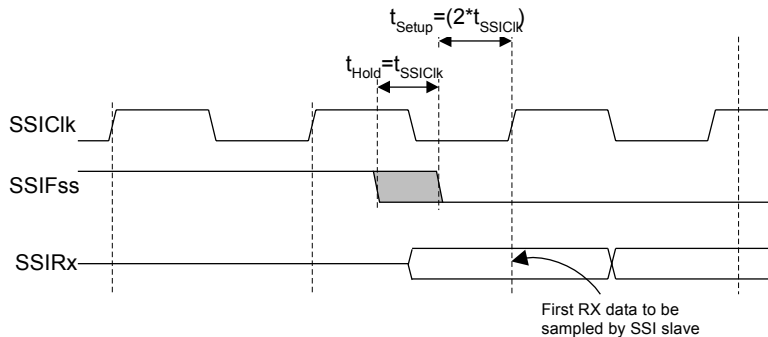 tSetup=(2*tSSIClk)
tHold=tSSIClk
SSIClk
SSIFss
SSIRx
First RX data to be
sampled by SSI slave